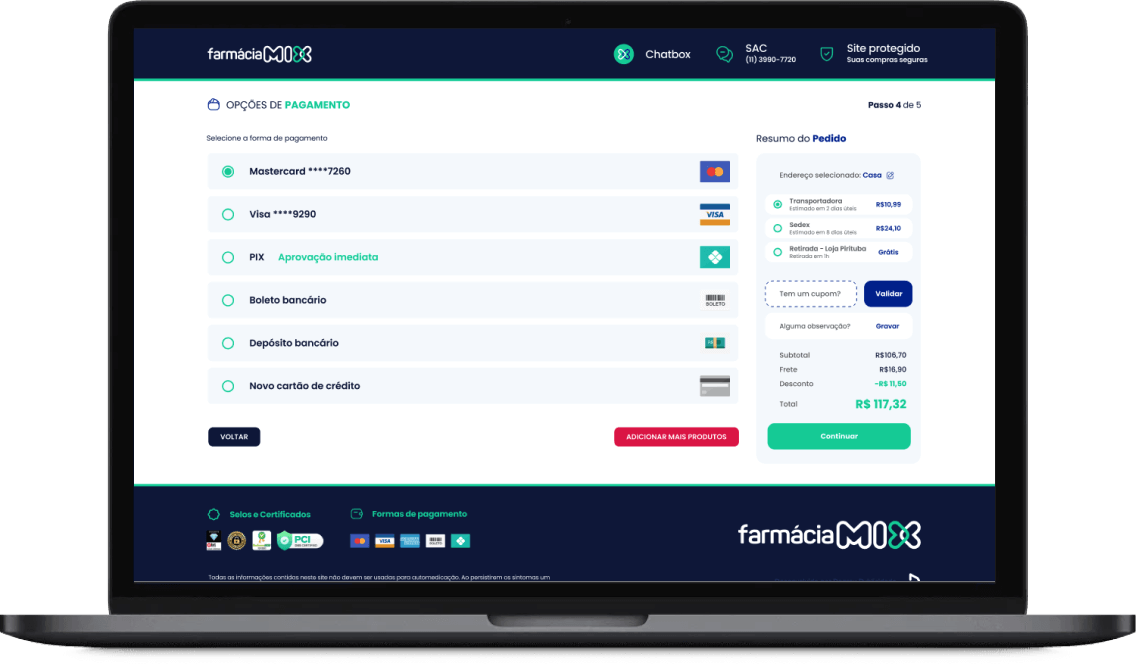 farmácia MIX
Chatbox
SAC
(11) 3990-7720
Site protegido
Suas compras seguras
OPÇÕES DE PAGAMENTO
Passo 4 de 5
Selecione a forma de pagamento
Mastercard ****7260
Visa ****9290
VISA
PIX Aprovação imediata
Boleto bancário
BOLETO
Depósito bancário
Novo cartão de crédito
VOLTAR
ADICIONAR MAIS PRODUTOS
Resumo do Pedido
Endereço selecionado: Casa
Transportadora
Estimado em 2 dias úteis
R$10,99
Sedex
Estimado em 8 dias úteis
R$24,10
Retirada - Loja Pirituba
Retirada em 1h
Grátis
Tem um cupom?
Validar
Alguma observação?
Gravar
Subtotal R$106,70
Frete R$16,90
Desconto -R$ 11,50
Total R$ 117,32
Continuar
Selos e Certificados
PCI
Formas de pagamento
VISA
BOLETO
farmácia MIX
Todas as informações contidas neste site não devem ser usadas para automedicação. Ao persistirem os sintomas um